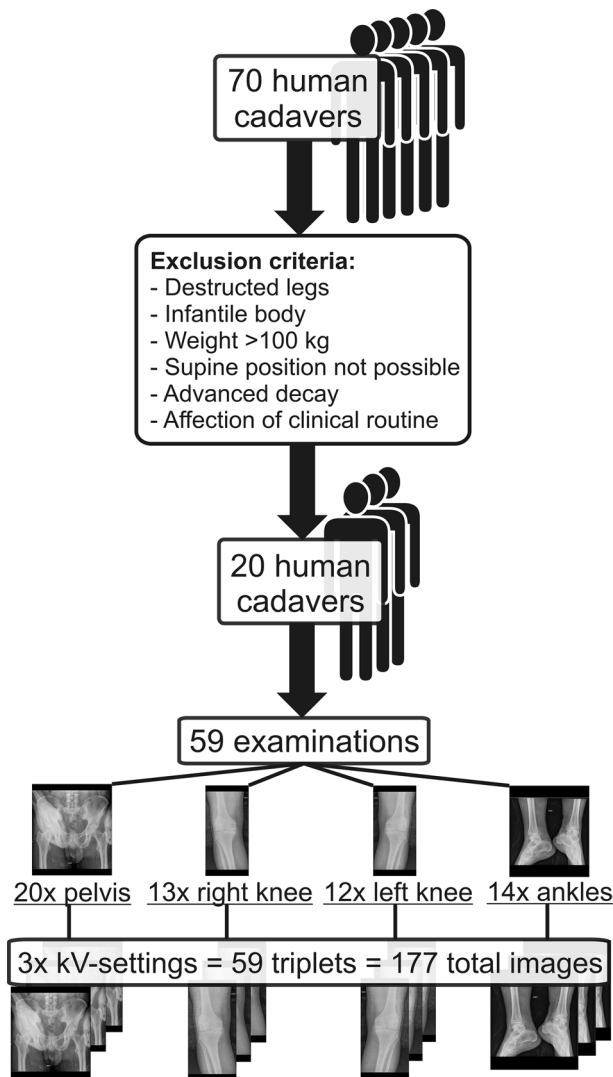 70 human
cadavers
Exclusion criteria:
- Destructed legs
- Infantile body
- Weight >100 kg
- Supine position not possible
- Advanced decay
- Affection of clinical routine
20 human
cadavers
59 examinations
20x pelvis 13x right knee 12x left knee 14x ankles
3x kV-settings = 59 triplets = 177 total images